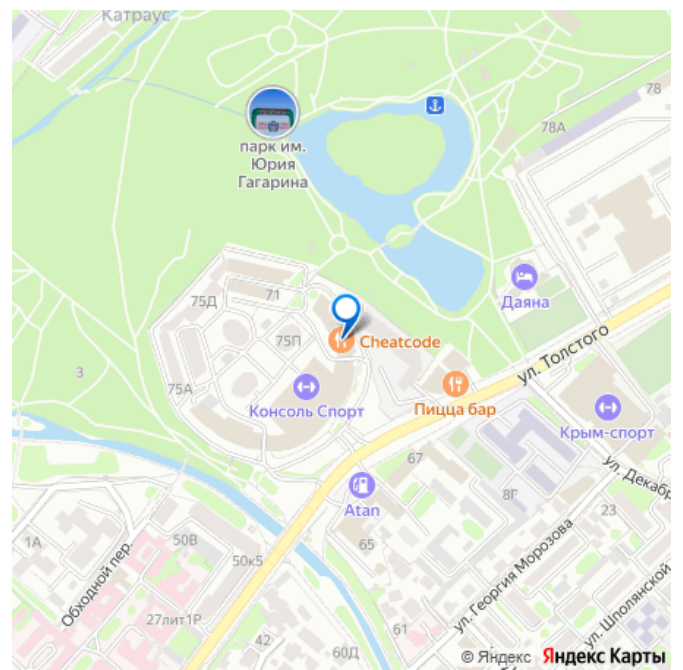 Катраус
парк им.
Юрия
Гагарина
78
78А
Даяна
ул. Толстого
71
75Д
75П
Cheatcode
3
75А
Консоль Спорт
Пицца бар
Крым-спорт
67
Atan
8Г
ул. Декабр
23
1А
Обходной пер.
50В
50к5
65
ул. Георгия Морозова
ул. Шполянской
27лит1Р
42
60Д
61
© Яндекс Яндекс Карты